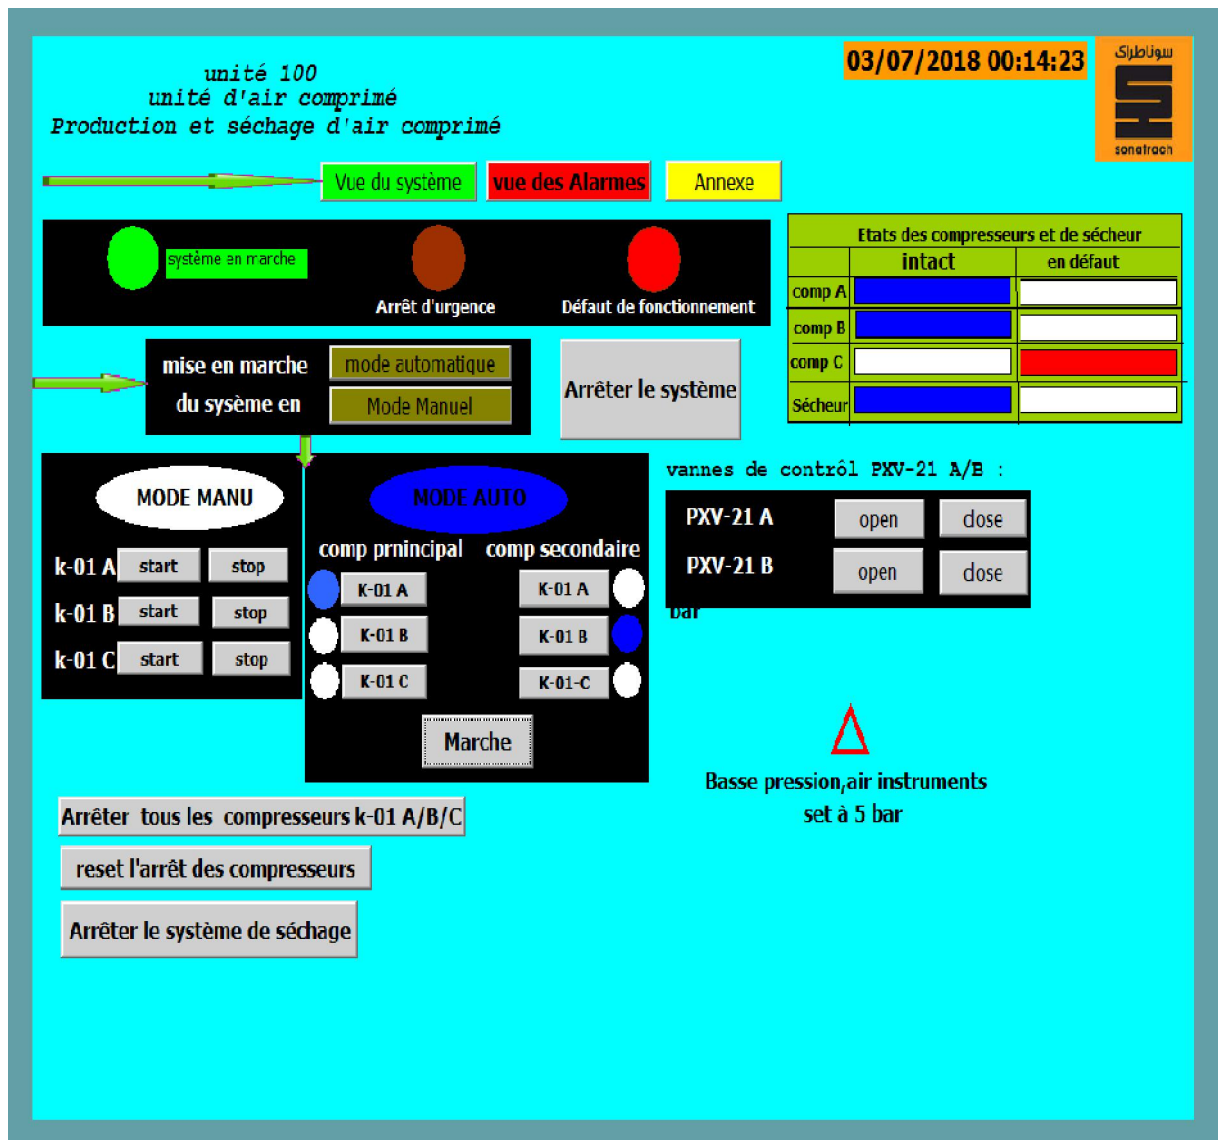 03/07/2018 00:14:23
سوناطراك
sonatrach
unité 100
unité d'air comprimé
Production et séchage d'air comprimé
Vue du système
vue des Alarmes
Annexe
système en marche
Arrêt d'urgence
Défaut de fonctionnement
Etats des compresseurs et de sécheur
intact
en défaut
comp A
comp B
comp C
Sécheur
mise en marche
du sysème en
mode automatique
Mode Manuel
Arrêter le système
MODE MANU
k-01 A start stop
k-01 B start stop
k-01 C start stop
MODE AUTO
comp prnincipal comp secondaire
K-01 A K-01 A
K-01 B K-01 B
K-01 C K-01-C
Marche
vannes de contrôl PXV-21 A/B :
PXV-21 A open close
PXV-21 B open close
bar
Basse pression,air instruments
set à 5 bar
Arrêter tous les compresseurs k-01 A/B/C
reset l'arrêt des compresseurs
Arrêter le système de séchage